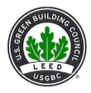 U.S. GREEN BUILDING COUNCIL
LEED
USGBC
®